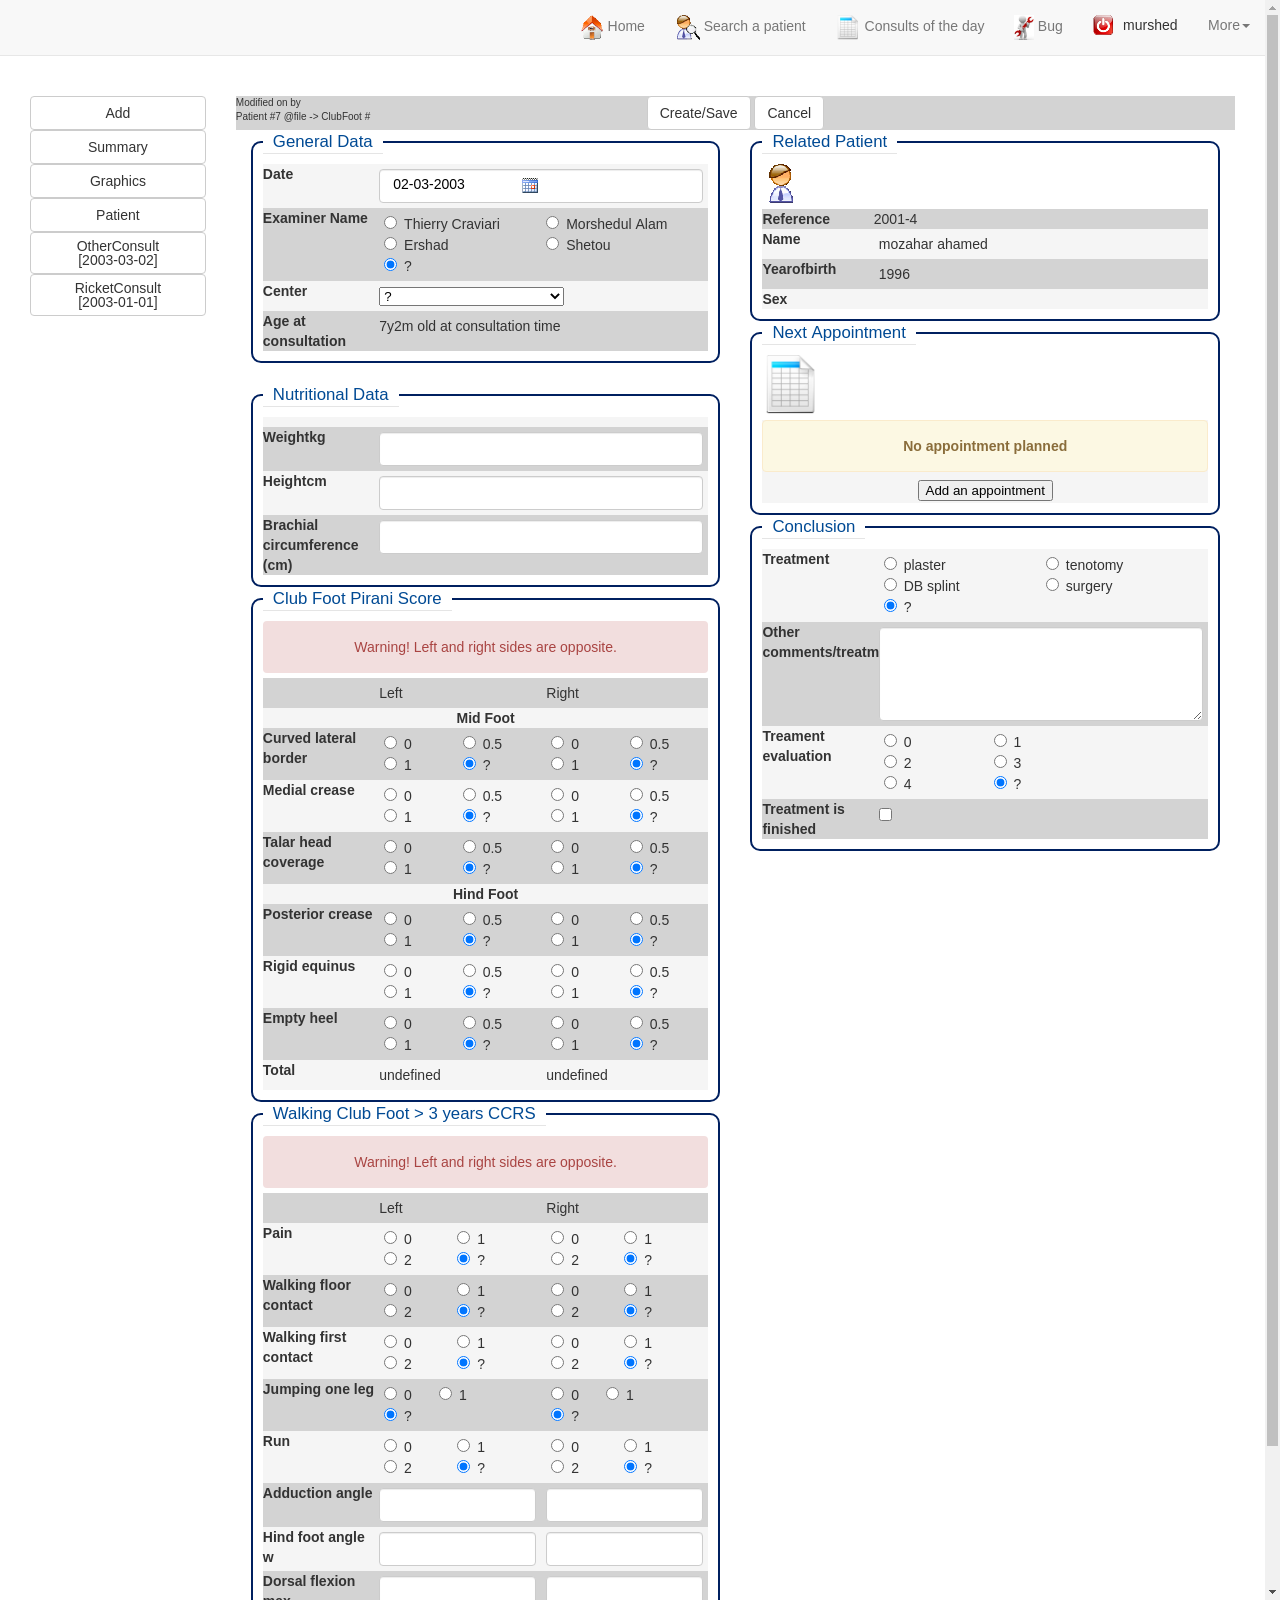 Home Search a patient Consults of the day Bug murshed More
Add
Summary
Graphics
Patient
OtherConsult
[2003-03-02]
RicketConsult
[2003-01-01]
Modified on by
Patient #7 @file -> ClubFoot #
Create/Save Cancel
General Data
Date 02-03-2003
Examiner Name Thierry Craviari Morshedul Alam
Ershad Shetou
?
Center ?
Age at
consultation
7y2m old at consultation time
Nutritional Data
Weightkg
Heightcm
Brachial
circumference
(cm)
Club Foot Pirani Score
Warning! Left and right sides are opposite.
Left Right
Mid Foot
Curved lateral
border
0 0.5 0 0.5
1 ? 1 ?
Medial crease 0 0.5 0 0.5
1 ? 1 ?
Talar head
coverage
0 0.5 0 0.5
1 ? 1 ?
Hind Foot
Posterior crease 0 0.5 0 0.5
1 ? 1 ?
Rigid equinus 0 0.5 0 0.5
1 ? 1 ?
Empty heel 0 0.5 0 0.5
1 ? 1 ?
Total undefined undefined
Walking Club Foot > 3 years CCRS
Warning! Left and right sides are opposite.
Left Right
Pain 0 1 0 1
2 ? 2 ?
Walking floor
contact
0 1 0 1
2 ? 2 ?
Walking first
contact
0 1 0 1
2 ? 2 ?
Jumping one leg 0 1 0 1
? ?
Run 0 1 0 1
2 ? 2 ?
Adduction angle
Hind foot angle
w
Dorsal flexion
max
Related Patient
Reference 2001-4
Name mozahar ahamed
Yearofbirth 1996
Sex
Next Appointment
No appointment planned
Add an appointment
Conclusion
Treatment plaster tenotomy
DB splint surgery
?
Other
comments/treatm
Treament
evaluation
0 1
2 3
4 ?
Treatment is
finished